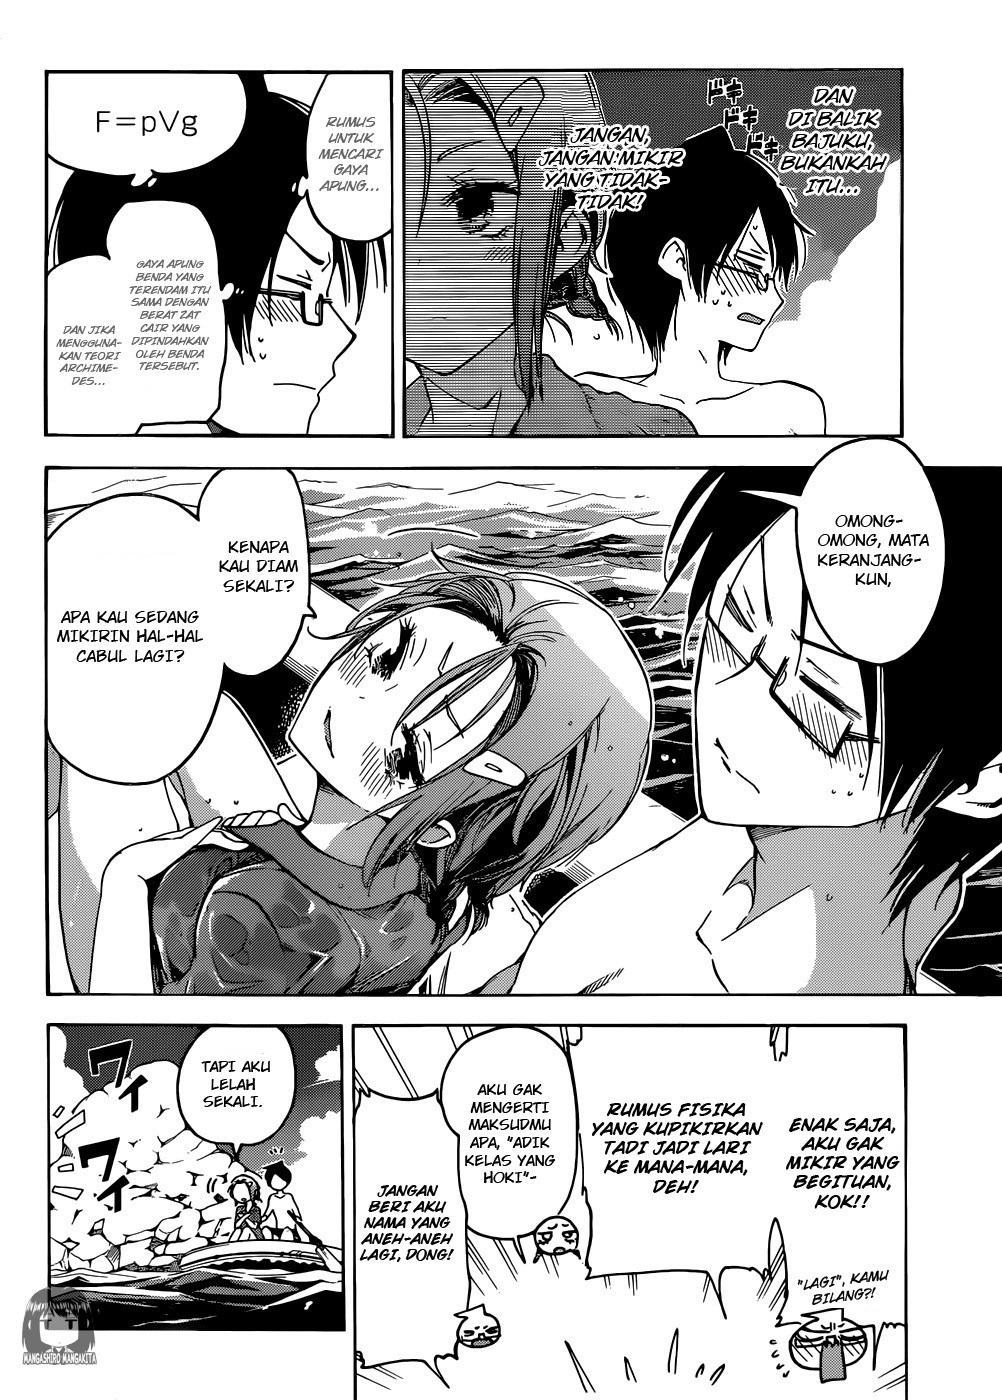 DAN
DI BALIK
BAJUKU,
BUKANKAH
ITU...
ドキ
ドキ
ドキ
JANGAN,
JANGAN MIKIR
YANG TIDAK-
TIDAK!
RUMUS
UNTUK
MENCARI
GAYA
APUNG...
F=pVg
GAYA APUNG
BENDA YANG
TERENDAM ITU
SAMA DENGAN
BERAT ZAT
CAIR YANG
DIPINDAHKAN
OLEH BENDA
TERSEBUT.
DAN JIKA
MENGGUNA-
KAN TEORI
ARCHIME-
DES...
OMONG-
OMONG, MATA
KERANJANG-
KUN,
KENAPA
KAU DIAM
SEKALI?
APA KAU SEDANG
MIKIRIN HAL-HAL
CABUL LAGI?
ENAK SAJA,
AKU GAK
MIKIR YANG
BEGITUAN,
KOK!!
"LAGI", KAMU
BILANG?!
RUMUS FISIKA
YANG KUPIKIRKAN
TADI JADI LARI
KE MANA-MANA,
DEH!
AKU GAK
MENGERTI
MAKSUDMU
APA, "ADIK
KELAS YANG
HOKI"-
JANGAN
BERI AKU
NAMA YANG
ANEH-ANEH
LAGI, DONG!
TAPI AKU
LELAH
SEKALI.
ワイ
ワイ
MANGASHIRO MANGAKITA